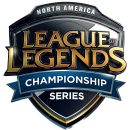 NORTH AMERICA
LEAGUE OF
LEGENDS
CHAMPIONSHIP
SERIES